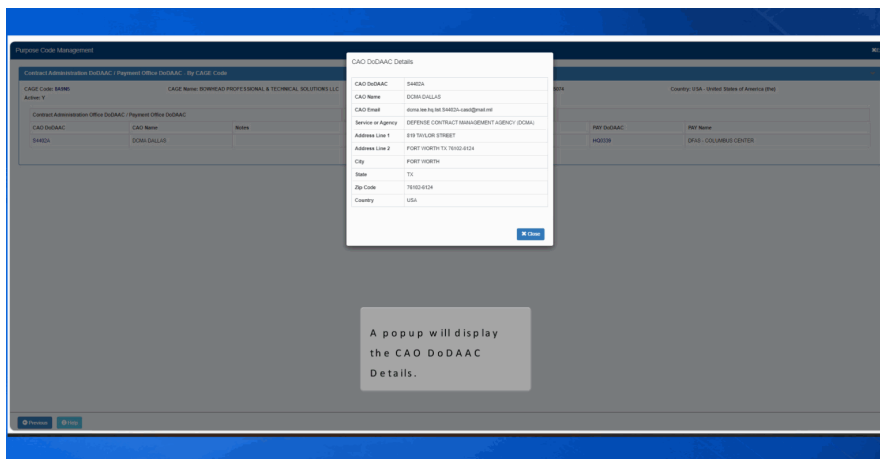 Purpose Code Management
Contract Administration DoDAAC / Payment Office DoDAAC - By CAGE Code
CAGE Name: BOWHEAD PROFESSIONAL & TECHNICAL SOLUTIONS LLC
Country: USA - United States of America (the)
Active: Y
Contract Administration Office DoDAAC / Payment Office DoDAAC
CAO DoDAAC CAO Name Notes PAY DoDAAC PAY Name
S4402A DCMA DALLAS DFAS - COLUMBUS CENTER
CAO DoDAAC Details
CAO DoDAAC S4402A
CAO Name DCMA DALLAS
CAO Email
Service or Agency DEFENSE CONTRACT MANAGEMENT AGENCY (DCMA)
Address Line 1 819 TAYLOR STREET
Address Line 2 FORT WORTH TX 76102-6124
City FORT WORTH
State TX
Zip Code 76102-6124
Country USA
Close
A popup will display
the CAO DoDAAC
Details.
Previous Help